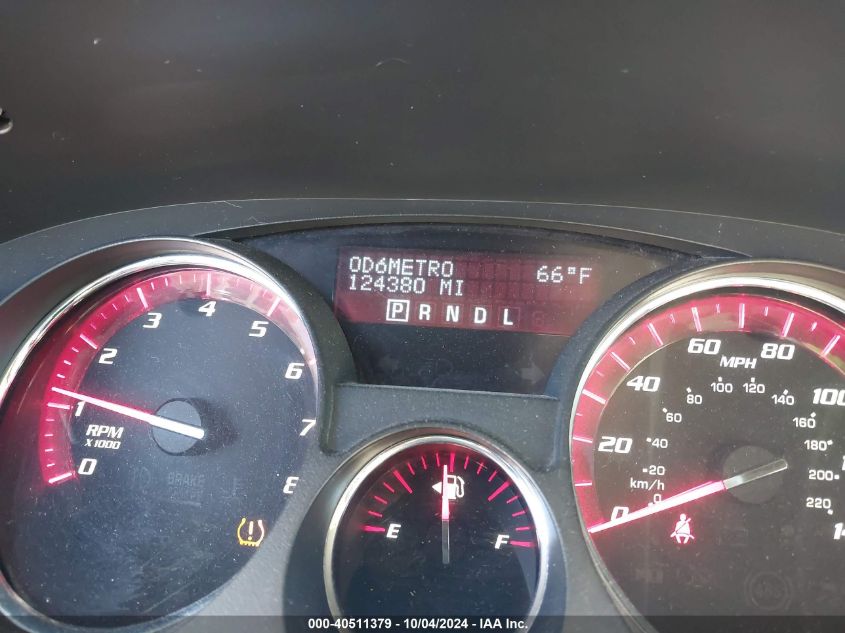 OD6METRO 66°F
124380 MI
P R N D L
0 1 2 3 4 5 6 7 8
RPM
X1000
BRAKE
E F
0 20 40 60 80 100
MPH
0 20 40 60 80 100 120 140 160 180 200 220
km/h
000-40511379 - 10/04/2024 - IAAI, Inc.